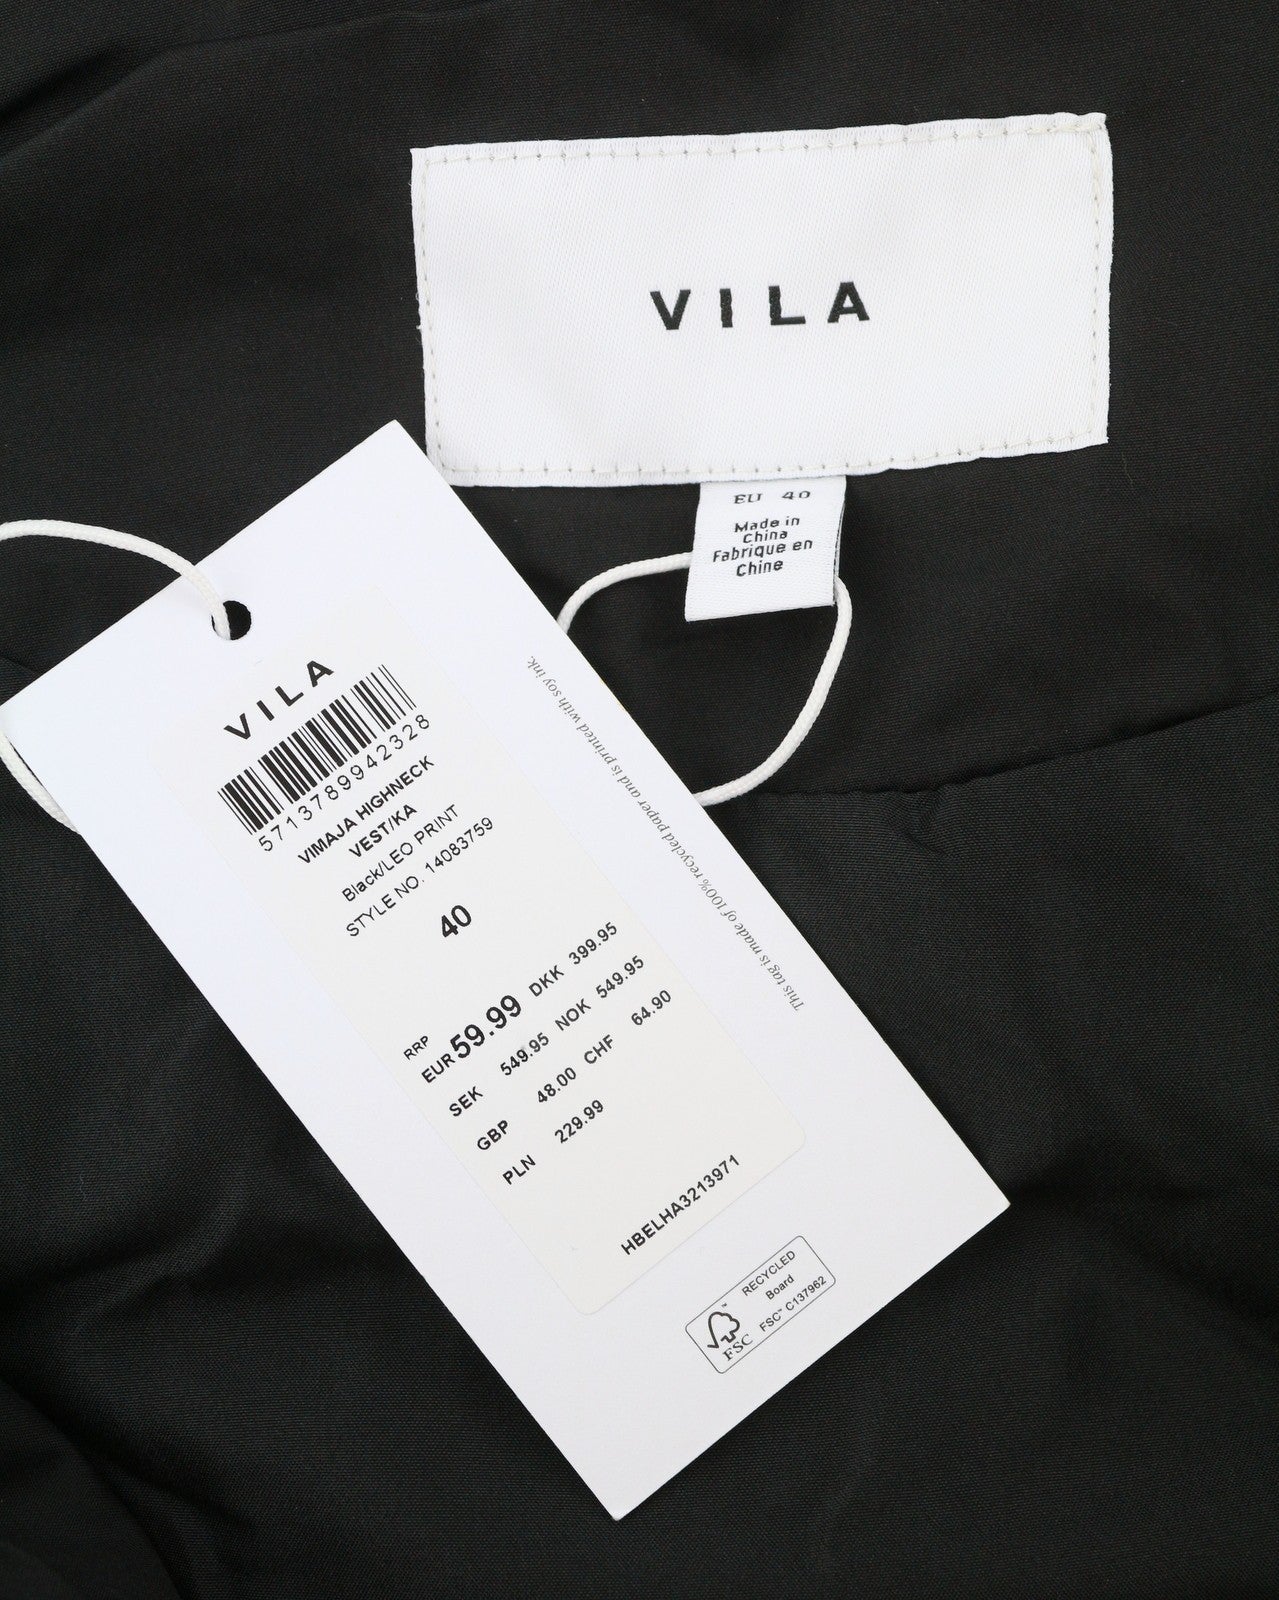 VILA
EU 40
Made in
China
Fabrique en
Chine
VILA
5713789942328
VIMAJA HIGHNECK
VEST/KA
Black/LEO PRINT
STYLE NO. 14083759
40
RRP
EUR 59.99 DKK 399.95
SEK 549.95 NOK 549.95
GBP 48.00 CHF 64.90
PLN 229.99
HBELHA3213971
This tag is made of 100% recycled paper and is printed with soy ink.
RECYCLED
Board
FSC™ C137962
FSC